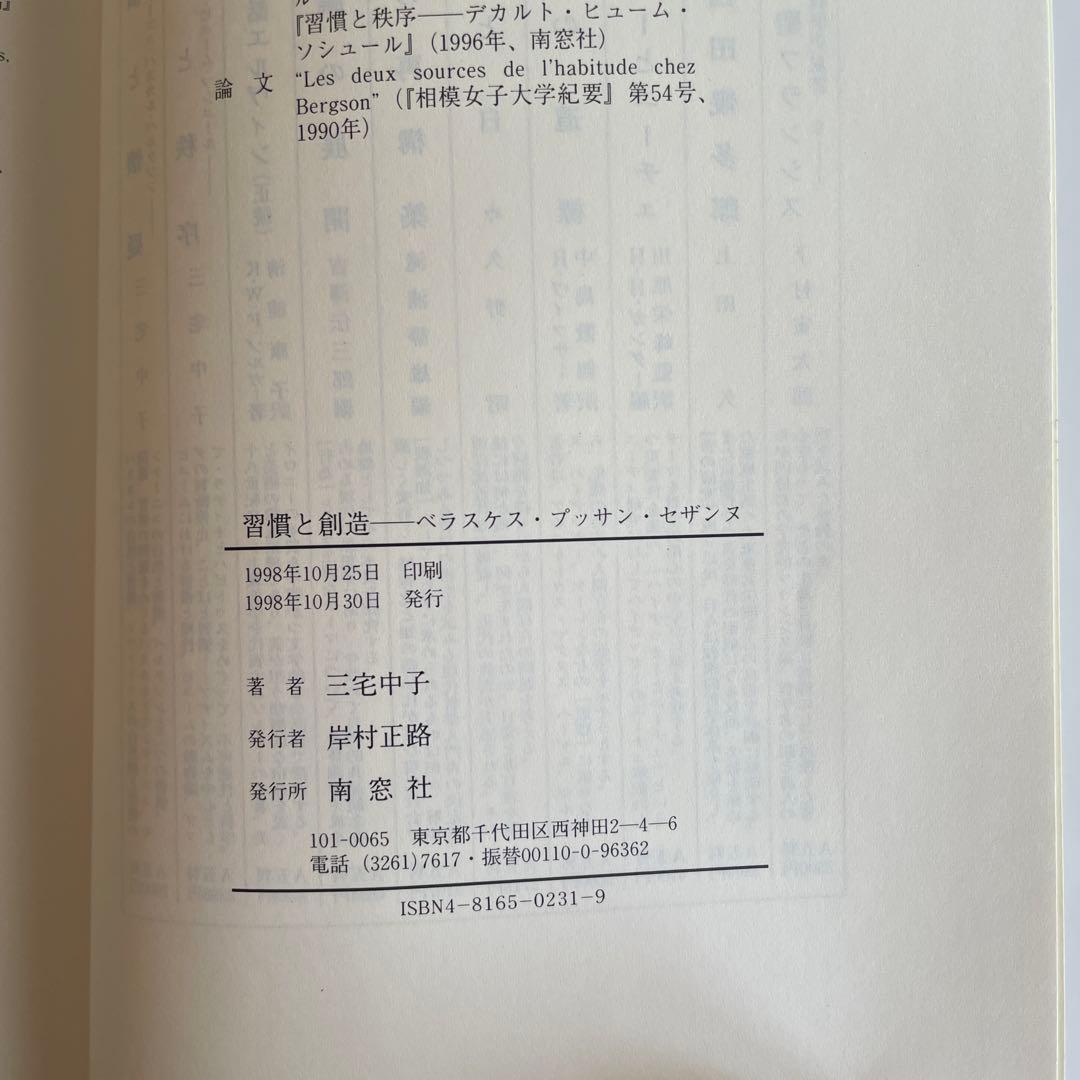 『習慣と秩序――デカルト・ヒューム・
ソシュール』(1996年、南窓社)
論　文　“Les deux sources de l’habitude chez
Bergson”(『相模女子大学紀要』第54号、
1990年)
習慣と創造――ベラスケス・プッサン・セザンヌ
1998年10月25日　印刷
1998年10月30日　発行
著　者　三宅中子
発行者　岸村正路
発行所　南窓社
101-0065　東京都千代田区西神田2―4―6
電話 (3261)7617・振替00110-0-96362
ISBN4-8165-0231-9